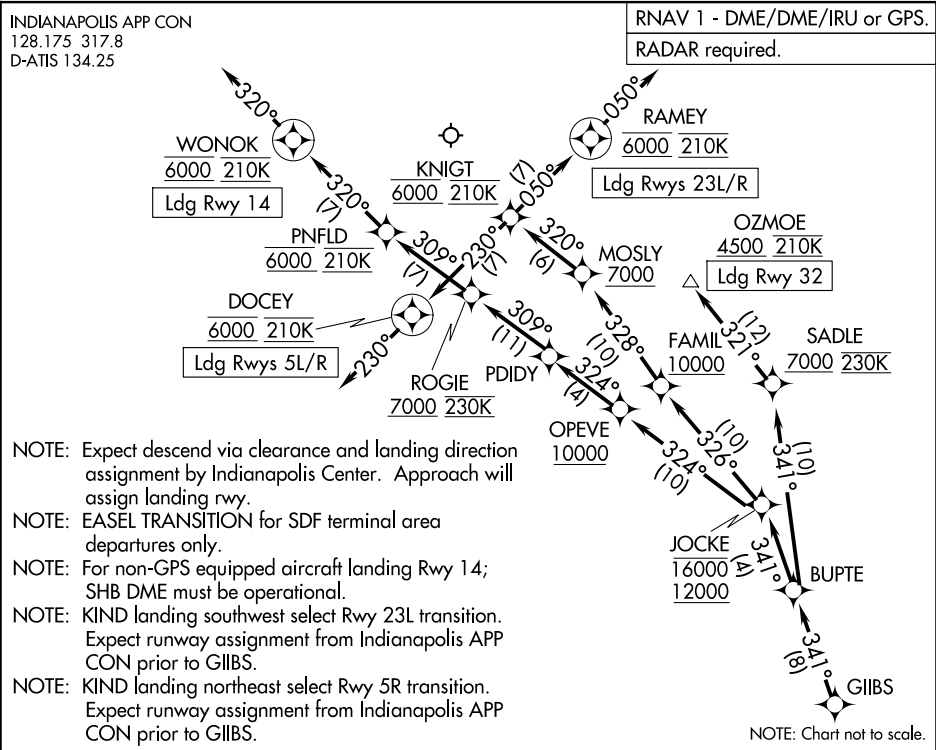 INDIANAPOLIS APP CON
128.175 317.8
D-ATIS 134.25
RNAV 1 - DME/DME/IRU or GPS.
RADAR required.
320°
WONOK
6000 210K
Ldg Rwy 14
320°
(7)
KNIGT
6000 210K
050°
RAMEY
6000 210K
Ldg Rwys 23L/R
(7)
050°
PNFLD
6000 210K
309°
(7)
230°
(7)
320°
(6)
MOSLY
7000
OZMOE
4500 210K
Ldg Rwy 32
DOCEY
6000 210K
Ldg Rwys 5L/R
230°
ROGIE
7000 230K
309°
(11)
PDIDY
328°
(10)
FAMIL
10000
(12)
321°
SADLE
7000 230K
324°
(4)
OPEVE
10000
326°
(10)
324°
(10)
341°
(10)
JOCKE
16000
12000
341°
(4)
BUPTE
341°
(8)
GIIBS
NOTE: Expect descend via clearance and landing direction
assignment by Indianapolis Center. Approach will
assign landing rwy.
NOTE: EASEL TRANSITION for SDF terminal area
departures only.
NOTE: For non-GPS equipped aircraft landing Rwy 14;
SHB DME must be operational.
NOTE: KIND landing southwest select Rwy 23L transition.
Expect runway assignment from Indianapolis APP
CON prior to GIIBS.
NOTE: KIND landing northeast select Rwy 5R transition.
Expect runway assignment from Indianapolis APP
CON prior to GIIBS.
NOTE: Chart not to scale.